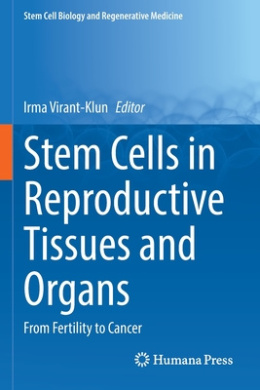 Stem Cell Biology and Regenerative Medicine
Irma Virant-Klun Editor
Stem Cells in
Reproductive
Tissues and
Organs
From Fertility to Cancer
Humana Press